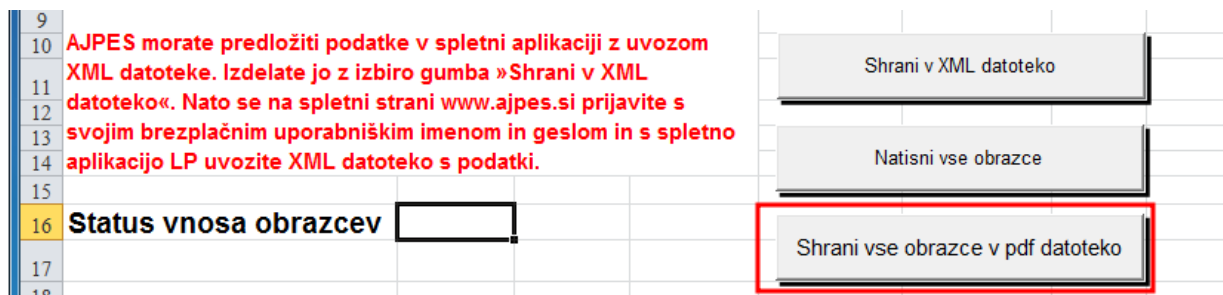 9
10 AJPES morate predložiti podatke v spletni aplikaciji z uvozom
11 XML datoteke. Izdelate jo z izbiro gumba »Shrani v XML
12 datoteko«. Nato se na spletni strani www.ajpes.si prijavite s
13 svojim brezplačnim uporabniškim imenom in geslom in s spletno
14 aplikacijo LP uvozite XML datoteko s podatki.
Shrani v XML datoteko
Natisni vse obrazce
15
16 Status vnosa obrazcev
Shrani vse obrazce v pdf datoteko
17
18